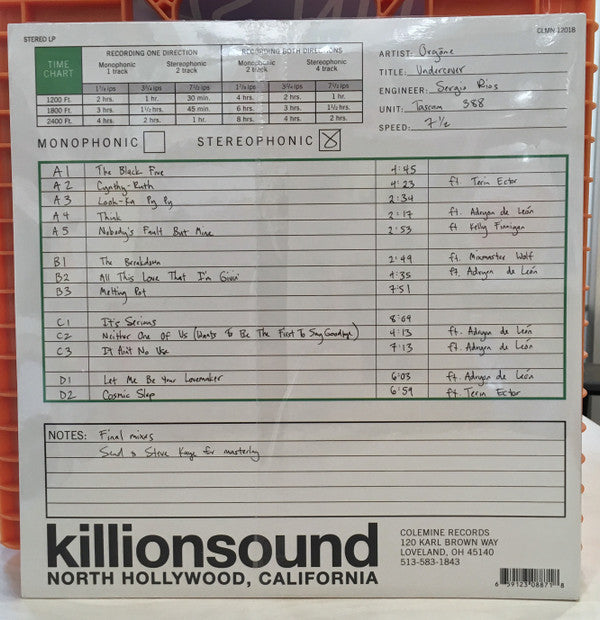 STEREO LP
CLMN 12018
TIME CHART
RECORDING ONE DIRECTION RECORDING BOTH DIRECTIONS
Monophonic 1 track Stereophonic 2 track Monophonic 2 track Stereophonic 4 track
1⅞ ips 3¾ ips 7½ ips 1⅞ ips 3¾ ips 7½ ips
1200 Ft. 2 hrs. 1 hr. 30 min. 4 hrs. 2 hrs. 1 hr.
1800 Ft. 3 hrs. 1½ hrs. 45 min. 6 hrs. 3 hrs. 1½ hrs.
2400 Ft. 4 hrs. 2 hrs. 1 hr. 8 hrs. 4 hrs. 2 hrs.
ARTIST: Orgōne
TITLE: Undercover
ENGINEER: Sergio Rios
UNIT: Tascam 388
SPEED: 7½
MONOPHONIC STEREOPHONIC
A1 The Black Five 4:45
A2 Cynthy-Ruth 4:23 ft Terin Ector
A3 Look-Ka Py Py 2:34
A4 Think 2:17 ft. Adryon de León
A5 Nobody's Fault But Mine 2:53 ft Kelly Finnigan
B1 The Breakdown 2:49 ft. Mixmaster Wolf
B2 All This Love That I'm Givin' 4:35 ft. Adryon de León
B3 Melting Pot 7:51
C1 It's Serious 8:09
C2 Neither One Of Us (Wants To Be The First To Say Goodbye) 4:13 ft. Adryon de León
C3 It Ain't No Use 7:13 ft. Adryon de León
D1 Let Me Be Your Lovemaker 6:03 ft. Adryon de León
D2 Cosmic Slop 6:59 ft. Terin Ector
NOTES: Final mixes
Send to Steve Kaye for mastering
killionsound
NORTH HOLLYWOOD, CALIFORNIA
COLEMINE RECORDS
120 KARL BROWN WAY
LOVELAND, OH 45140
513-583-1843
6 59123 08871 8